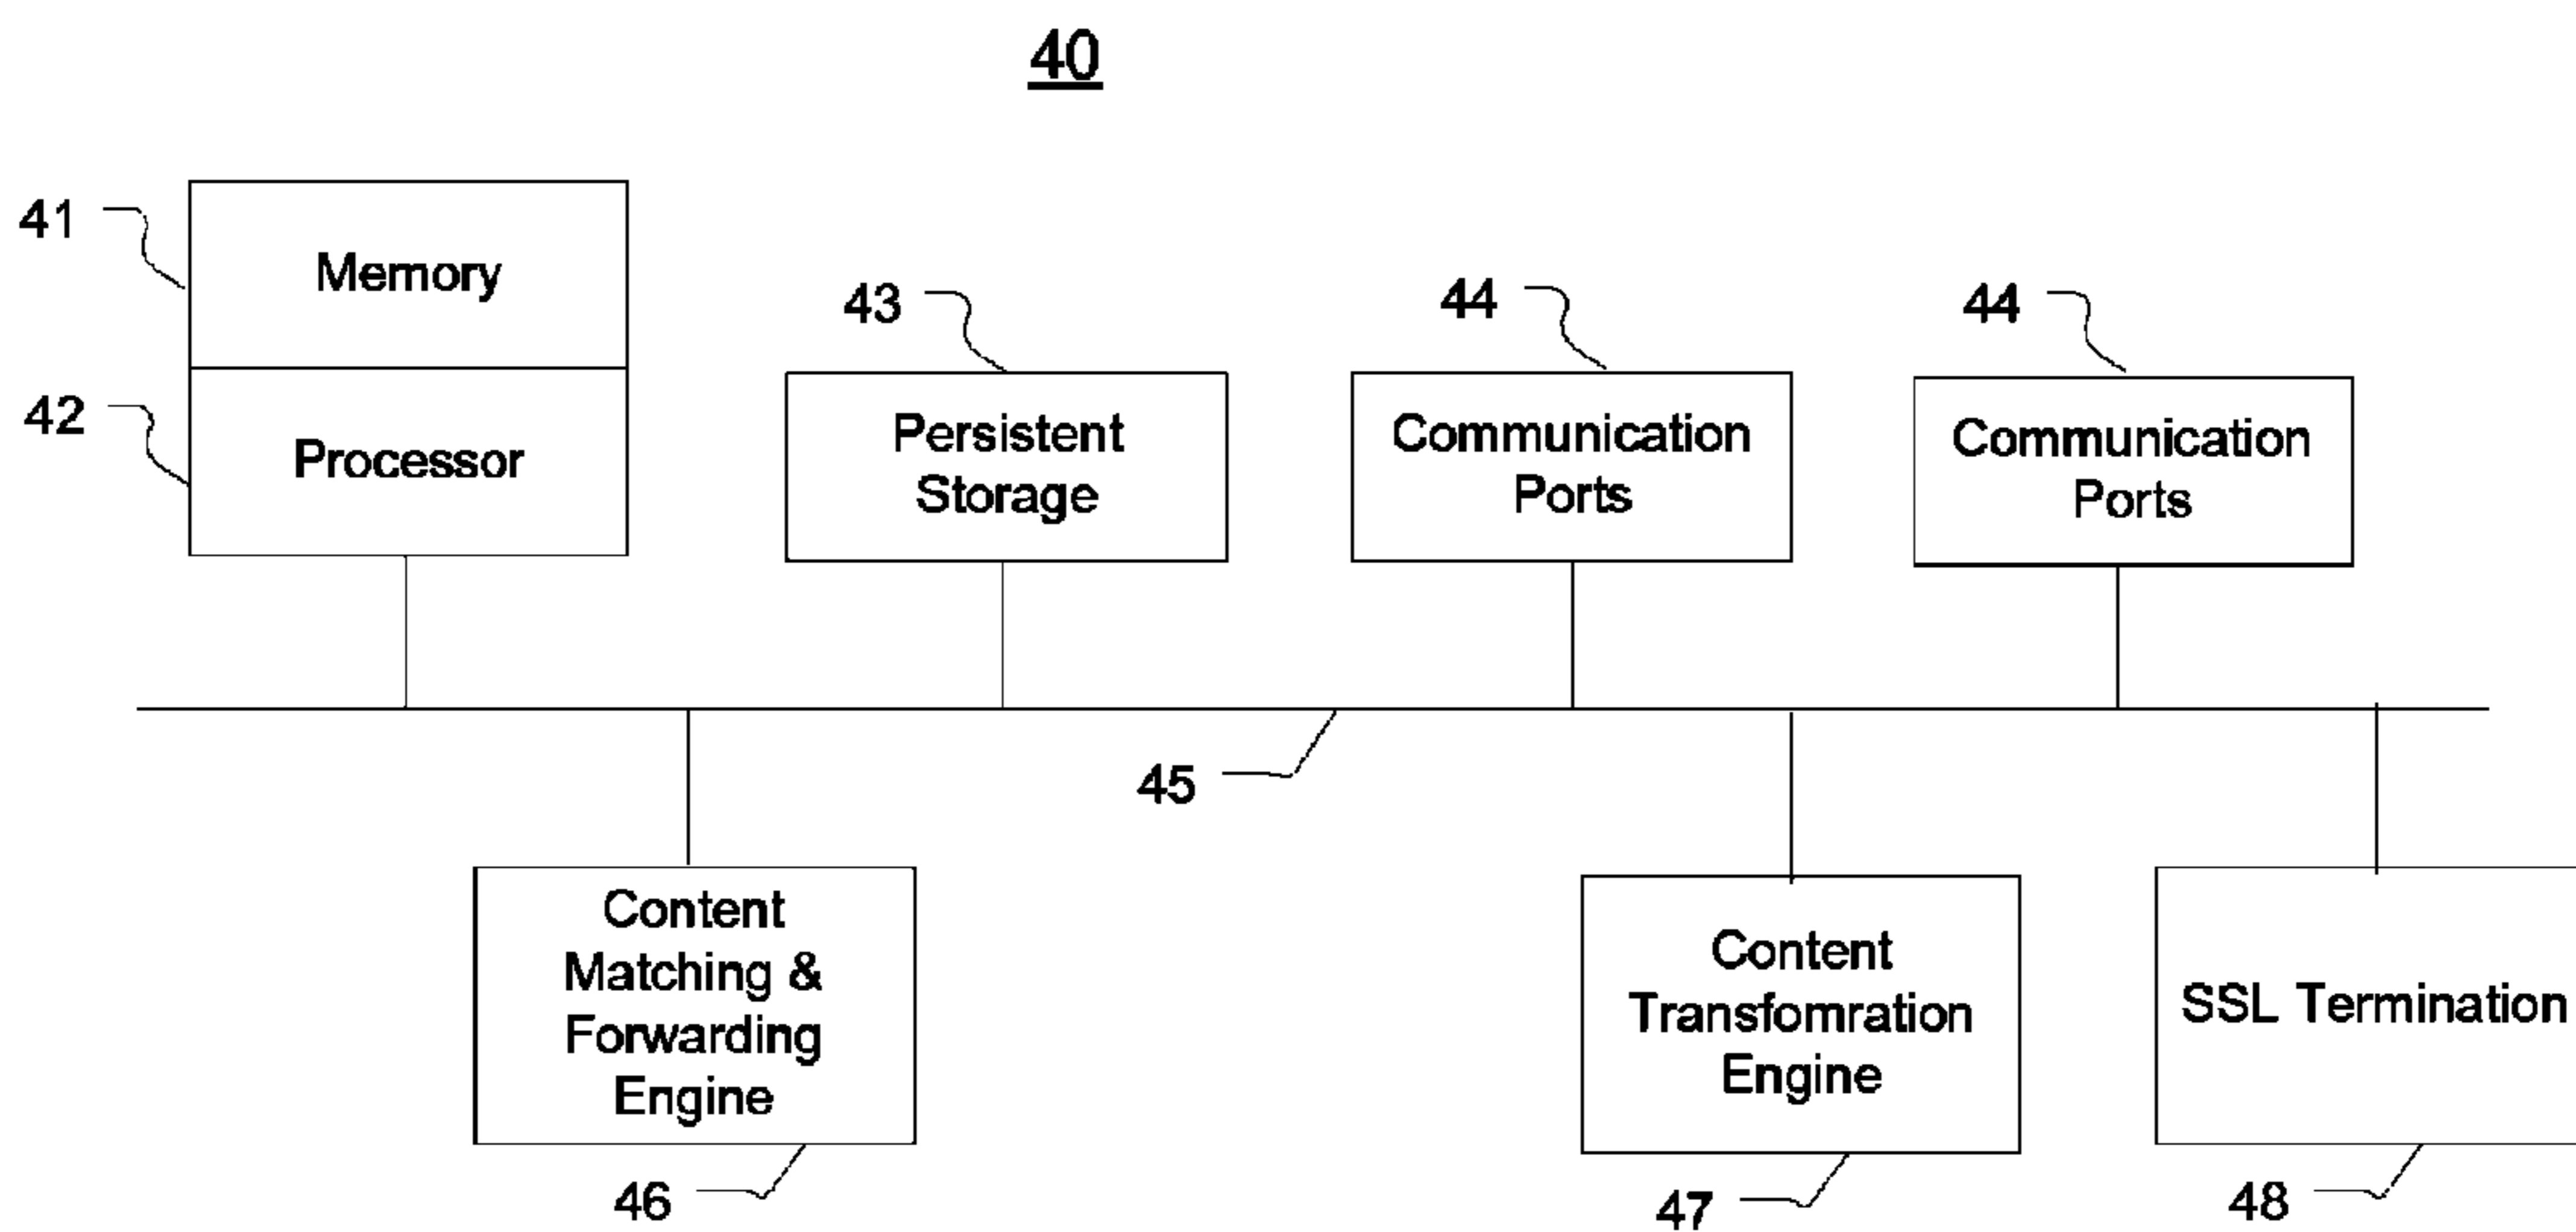 40
41
Memory
42
Processor
43
Persistent
Storage
44
Communication
Ports
44
Communication
Ports
45
Content
Matching &
Forwarding
Engine
46
Content
Transfomration
Engine
47
SSL Termination
48